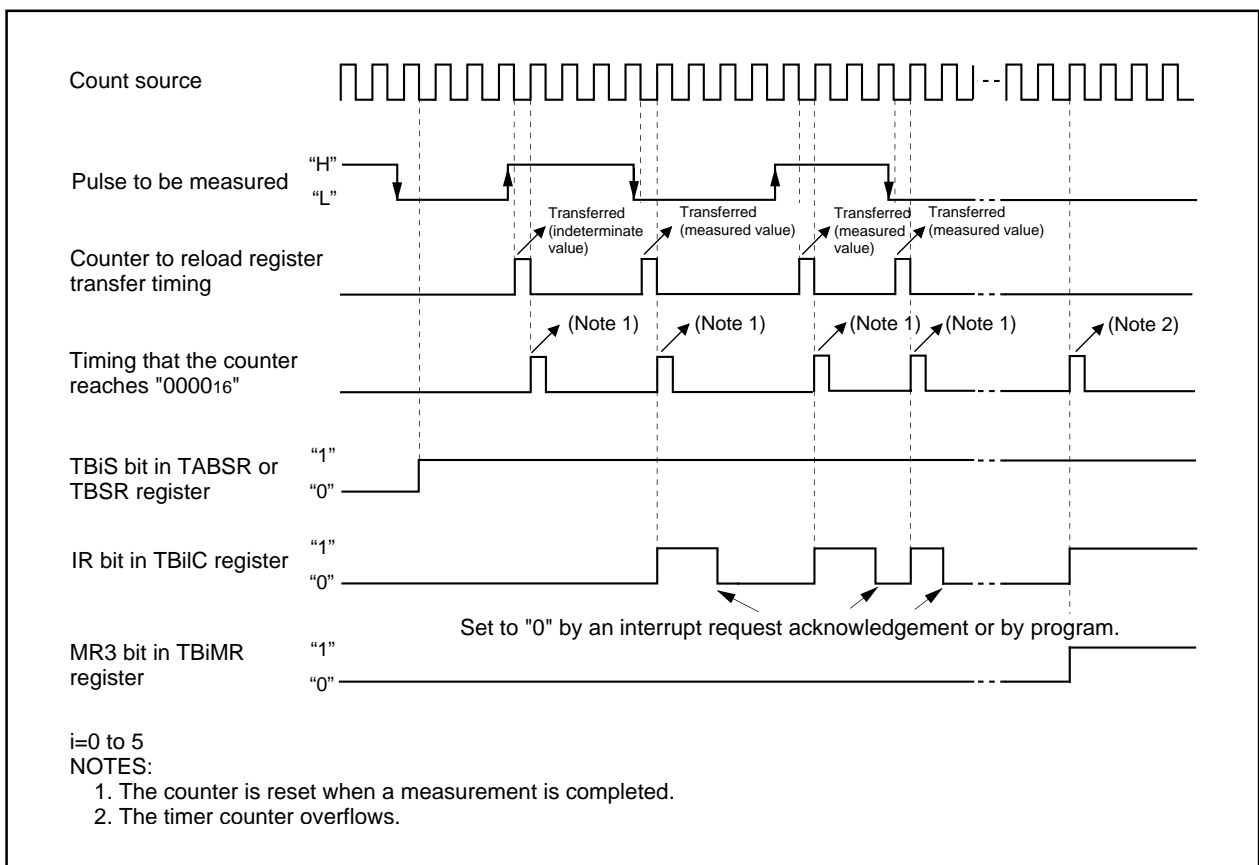 Count source
Pulse to be measured
“H”
“L”
Transferred
(indeterminate
value)
Transferred
(measured value)
Transferred
(measured
value)
Transferred
(measured value)
Counter to reload register
transfer timing
(Note 1)
(Note 1)
(Note 1)
(Note 1)
(Note 2)
Timing that the counter
reaches "000016"
TBiS bit in TABSR or
TBSR register
“1”
“0”
IR bit in TBiIC register
“1”
“0”
Set to "0" by an interrupt request acknowledgement or by program.
MR3 bit in TBiMR
register
“1”
“0”
i=0 to 5
NOTES:
1. The counter is reset when a measurement is completed.
2. The timer counter overflows.